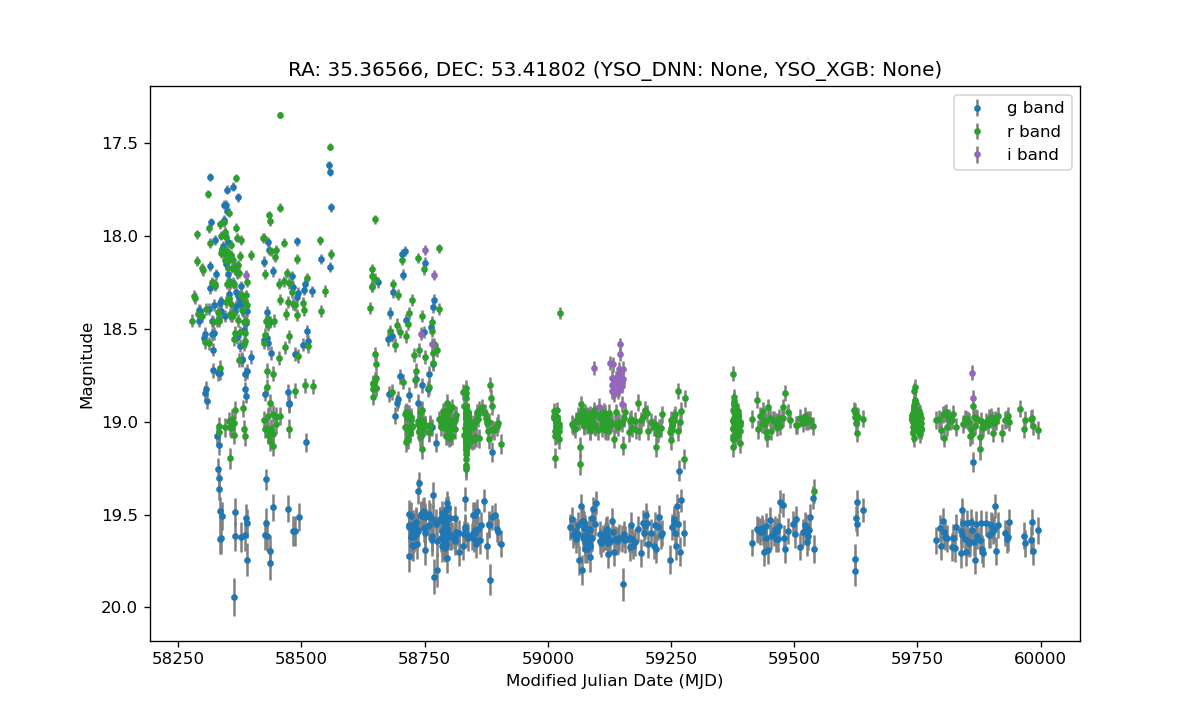 RA: 35.36566, DEC: 53.41802 (YSO_DNN: None, YSO_XGB: None)
g band
r band
i band
17.5
18.0
18.5
19.0
19.5
20.0
Magnitude
58250 58500 58750 59000 59250 59500 59750 60000
Modified Julian Date (MJD)